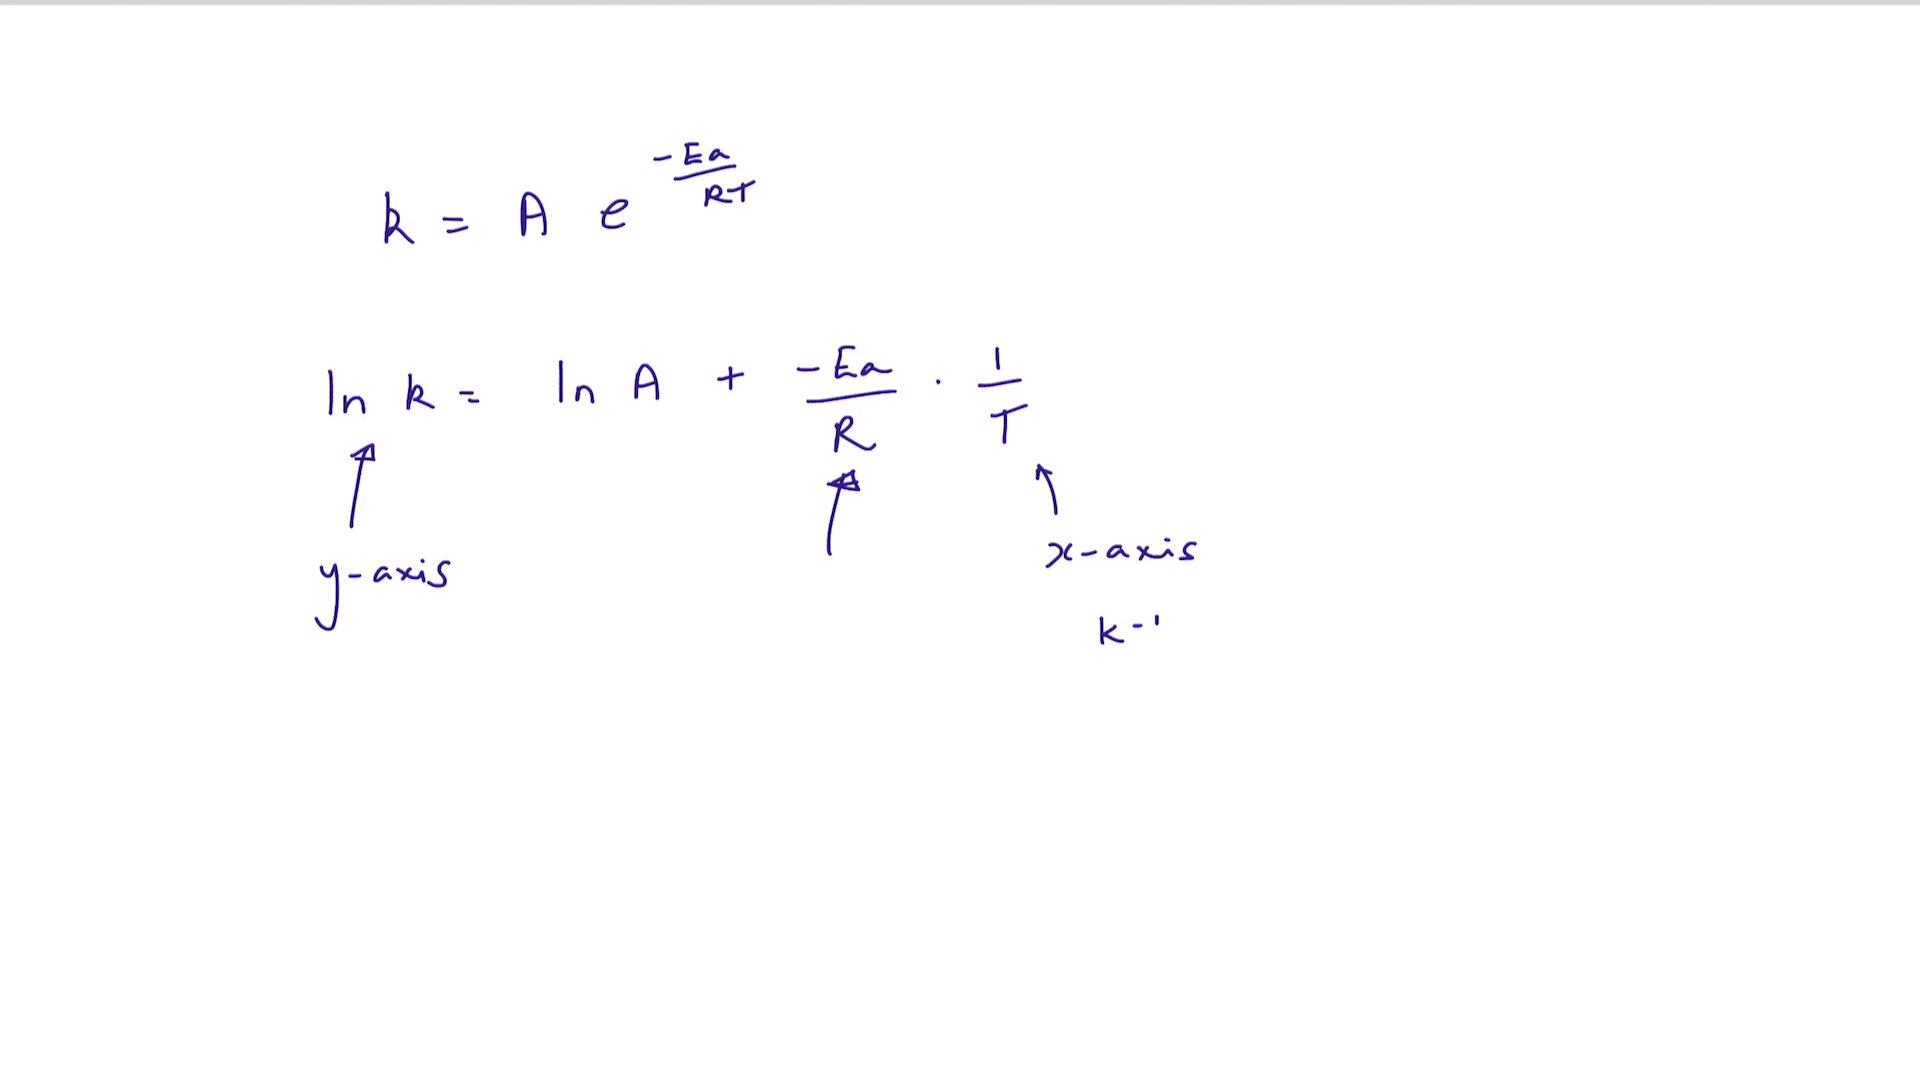 k = A e^(-Ea/RT)
ln k = ln A + -Ea/R · 1/T
y-axis
x-axis
k-1